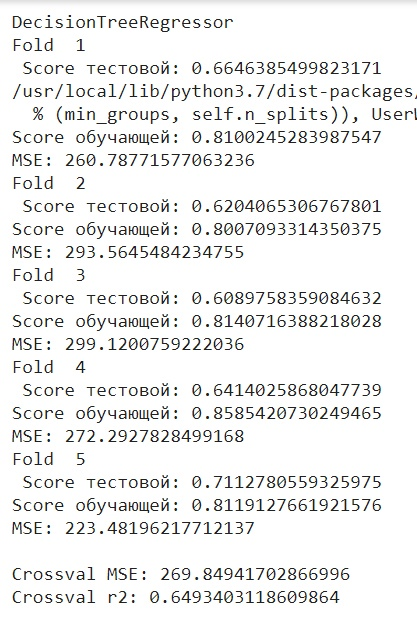 DecisionTreeRegressor
Fold  1
 Score тестовой: 0.6646385499823171
/usr/local/lib/python3.7/dist-packages/
  % (min_groups, self.n_splits)), User
Score обучающей: 0.8100245283987547
MSE: 260.78771577063236
Fold  2
 Score тестовой: 0.6204065306767801
Score обучающей: 0.8007093314350375
MSE: 293.5645484234755
Fold  3
 Score тестовой: 0.6089758359084632
Score обучающей: 0.8140716388218028
MSE: 299.1200759222036
Fold  4
 Score тестовой: 0.6414025868047739
Score обучающей: 0.8585420730249465
MSE: 272.2927828499168
Fold  5
 Score тестовой: 0.7112780559325975
Score обучающей: 0.8119127661921576
MSE: 223.48196217712137
Crossval MSE: 269.84941702866996
Crossval r2: 0.6493403118609864